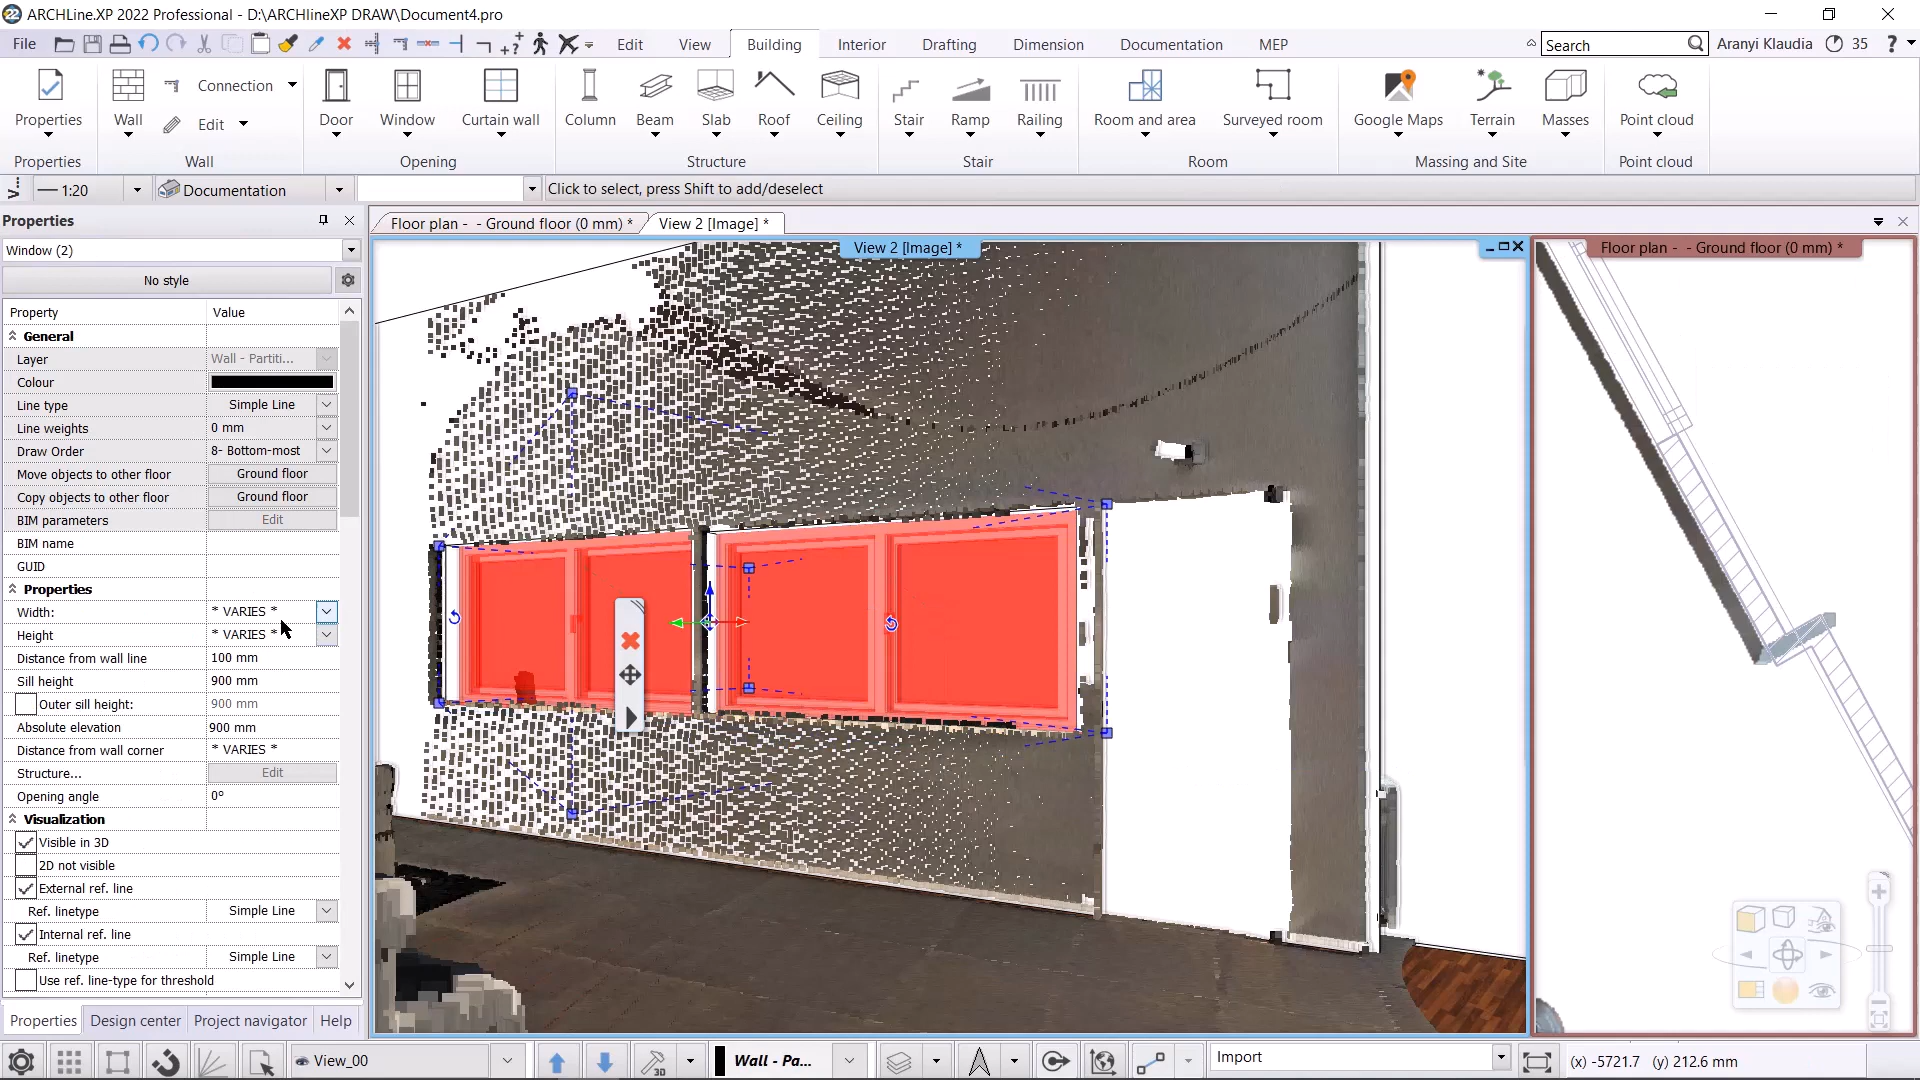 ARCHLine.XP 2022 Professional - D:\ARCHlineXP DRAW\Document4.pro
File
Edit
View
Building
Interior
Drafting
Dimension
Documentation
MEP
Search
Aranyi Klaudia
35
?
Properties
Wall
Connection
Edit
Door
Window
Curtain wall
Column
Beam
Slab
Roof
Ceiling
Stair
Ramp
Railing
Room and area
Surveyed room
Google Maps
Terrain
Masses
Point cloud
Properties
Wall
Opening
Structure
Stair
Room
Massing and Site
Point cloud
1:20
Documentation
Click to select, press Shift to add/deselect
Properties
Floor plan - - Ground floor (0 mm) *
View 2 [Image] *
Window (2)
View 2 [Image] *
Floor plan - - Ground floor (0 mm) *
No style
Property Value
General
Layer Wall - Partiti...
Colour
Line type Simple Line
Line weights 0 mm
Draw Order 8- Bottom-most
Move objects to other floor Ground floor
Copy objects to other floor Ground floor
BIM parameters Edit
BIM name
GUID
Properties
Width: * VARIES *
Height * VARIES *
Distance from wall line 100 mm
Sill height 900 mm
Outer sill height: 900 mm
Absolute elevation 900 mm
Distance from wall corner * VARIES *
Structure... Edit
Opening angle 0°
Visualization
Visible in 3D
2D not visible
External ref. line
Ref. linetype Simple Line
Internal ref. line
Ref. linetype Simple Line
Use ref. line-type for threshold
Properties
Design center
Project navigator
Help
View_00
3D
Wall - Pa...
Import
(x) -5721.7 (y) 212.6 mm